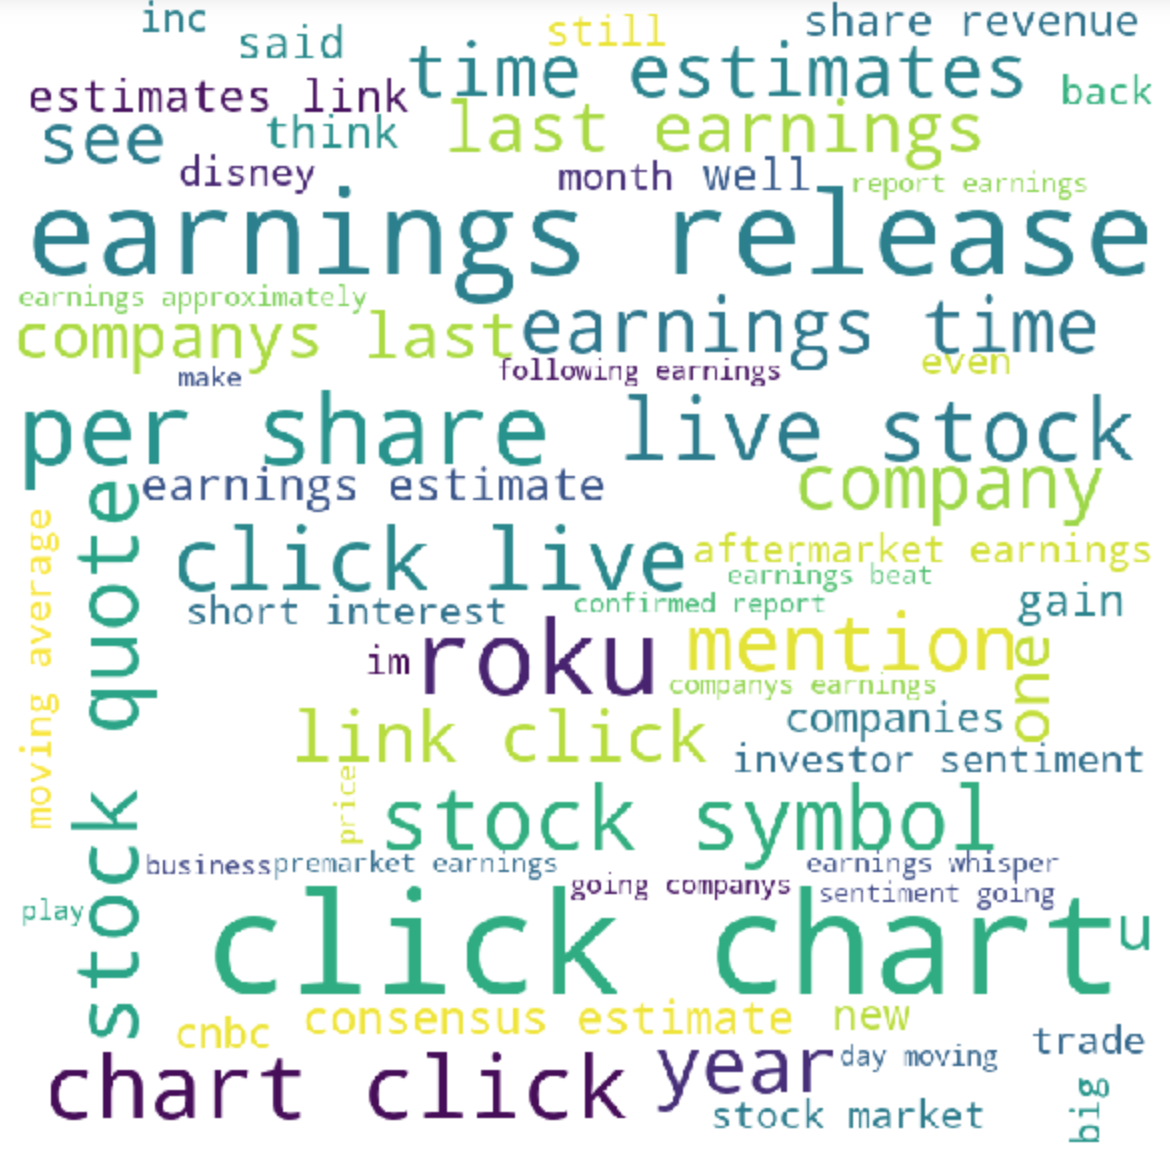 inc
said
still
share revenue
estimates link
time estimates
back
see
think
last earnings
disney
month
well
report earnings
earnings release
earnings approximately
companys last
earnings time
make
following earnings
even
per share
live stock
earnings estimate
company
moving average
stock quote
click live
aftermarket earnings
earnings beat
short interest
confirmed report
gain
im
roku
mention
one
companys earnings
link click
companies
investor sentiment
price
stock symbol
business
premarket earnings
earnings whisper
going companys
sentiment going
play
click chart
u
cnbc
consensus estimate
new
trade
chart click
year
day moving
stock market
big